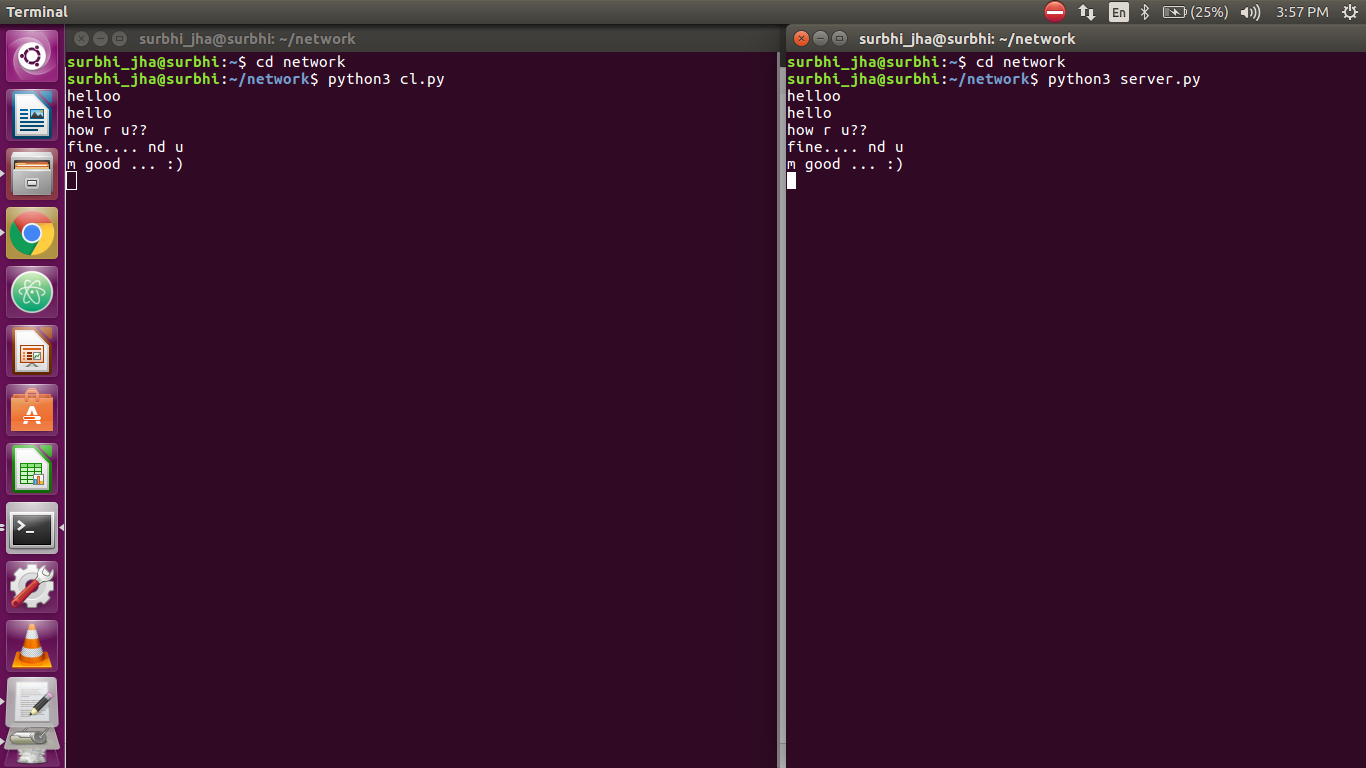 Terminal
En
(25%)
3:57 PM
surbhi_jha@surbhi: ~/network
surbhi_jha@surbhi:~$ cd network
surbhi_jha@surbhi:~/network$ python3 cl.py
helloo
hello
how r u??
fine.... nd u
m good ... :)
surbhi_jha@surbhi: ~/network
surbhi_jha@surbhi:~$ cd network
surbhi_jha@surbhi:~/network$ python3 server.py
helloo
hello
how r u??
fine.... nd u
m good ... :)